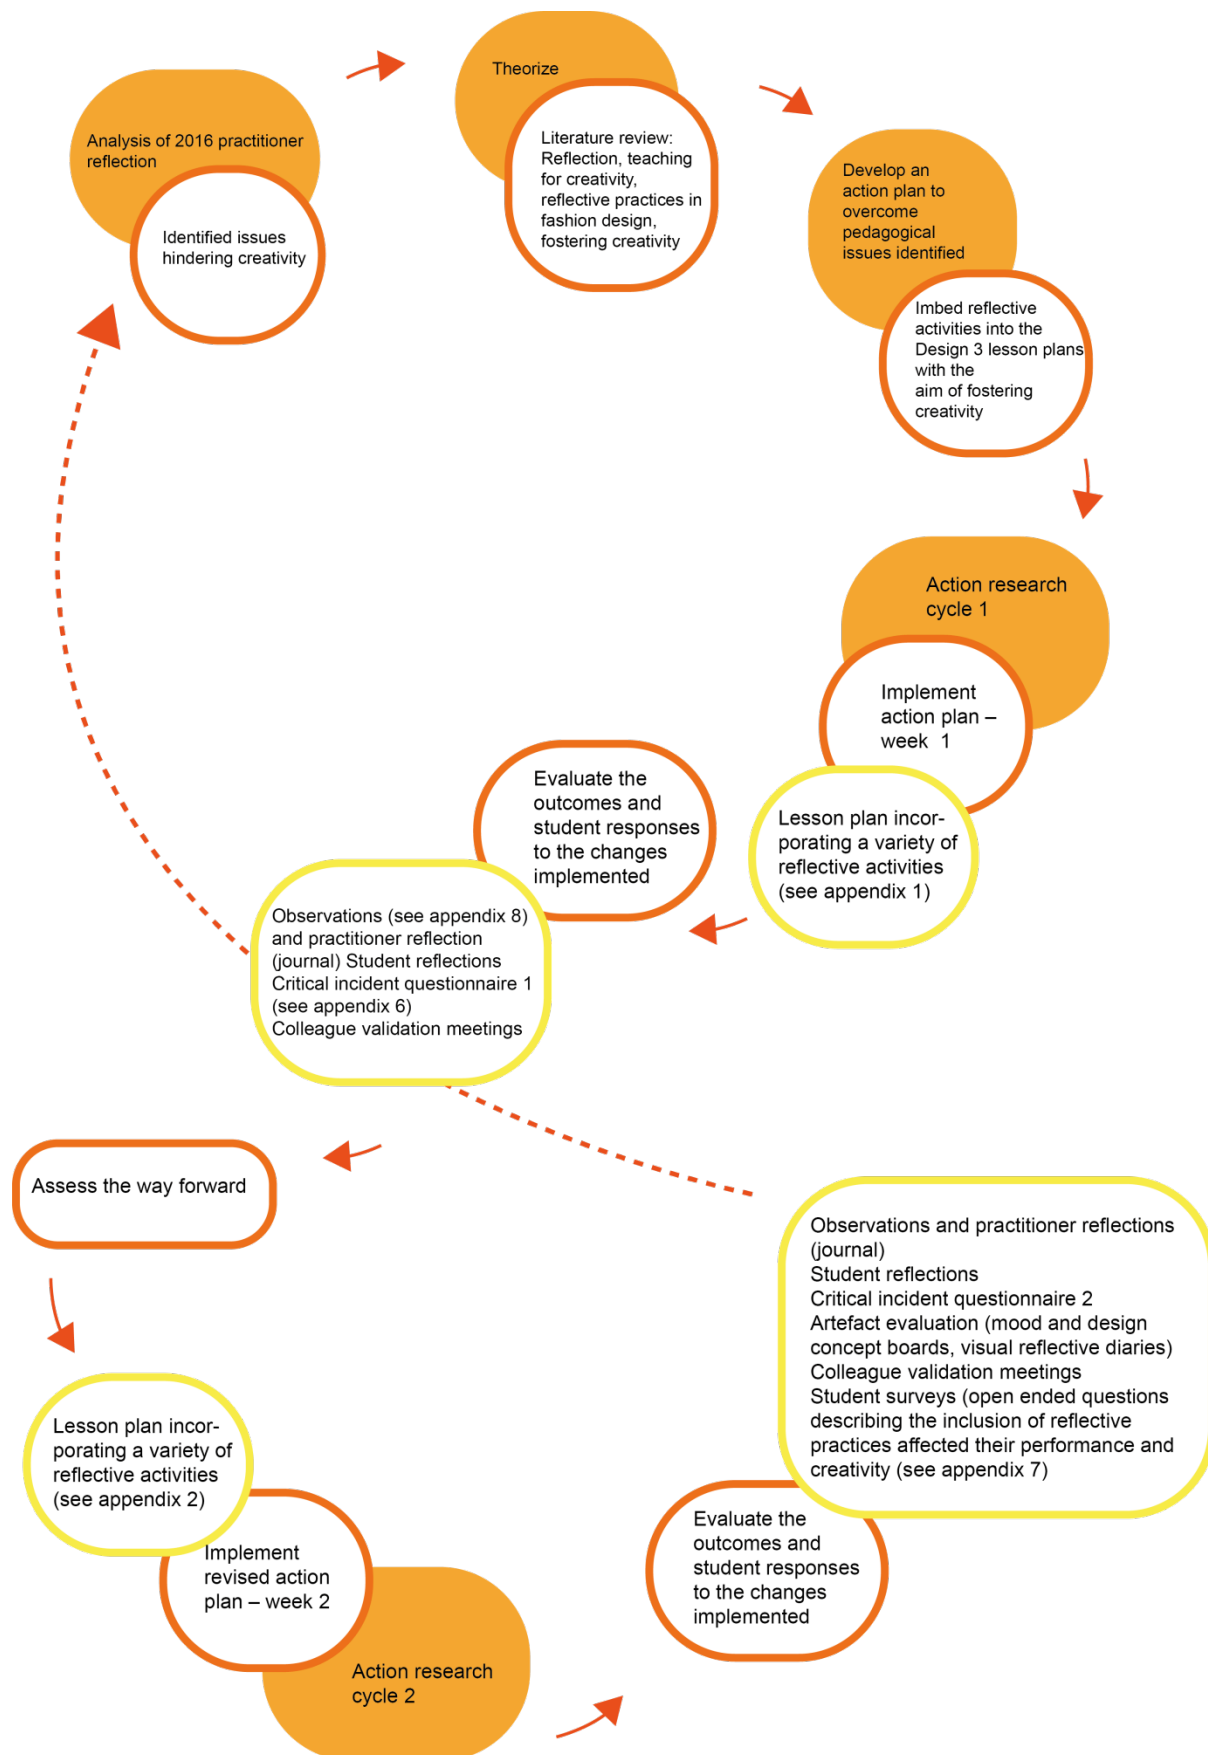 Analysis of 2016 practitioner
reflection
Identified issues
hindering creativity
Theorize
Literature review:
Reflection, teaching
for creativity,
reflective practices in
fashion design,
fostering creativity
Develop an
action plan to
overcome
pedagogical
issues identified
Imbed reflective
activities into the
Design 3 lesson plans
with the
aim of fostering
creativity
Action research
cycle 1
Implement
action plan –
week 1
Lesson plan incor-
porating a variety of
reflective activities
(see appendix 1)
Evaluate the
outcomes and
student responses
to the changes
implemented
Observations (see appendix 8)
and practitioner reflection
(journal) Student reflections
Critical incident questionnaire 1
(see appendix 6)
Colleague validation meetings
Assess the way forward
Lesson plan incor-
porating a variety of
reflective activities
(see appendix 2)
Implement
revised action
plan – week 2
Action research
cycle 2
Evaluate the
outcomes and
student responses
to the changes
implemented
Observations and practitioner reflections
(journal)
Student reflections
Critical incident questionnaire 2
Artefact evaluation (mood and design
concept boards, visual reflective diaries)
Colleague validation meetings
Student surveys (open ended questions
describing the inclusion of reflective
practices affected their performance and
creativity (see appendix 7)